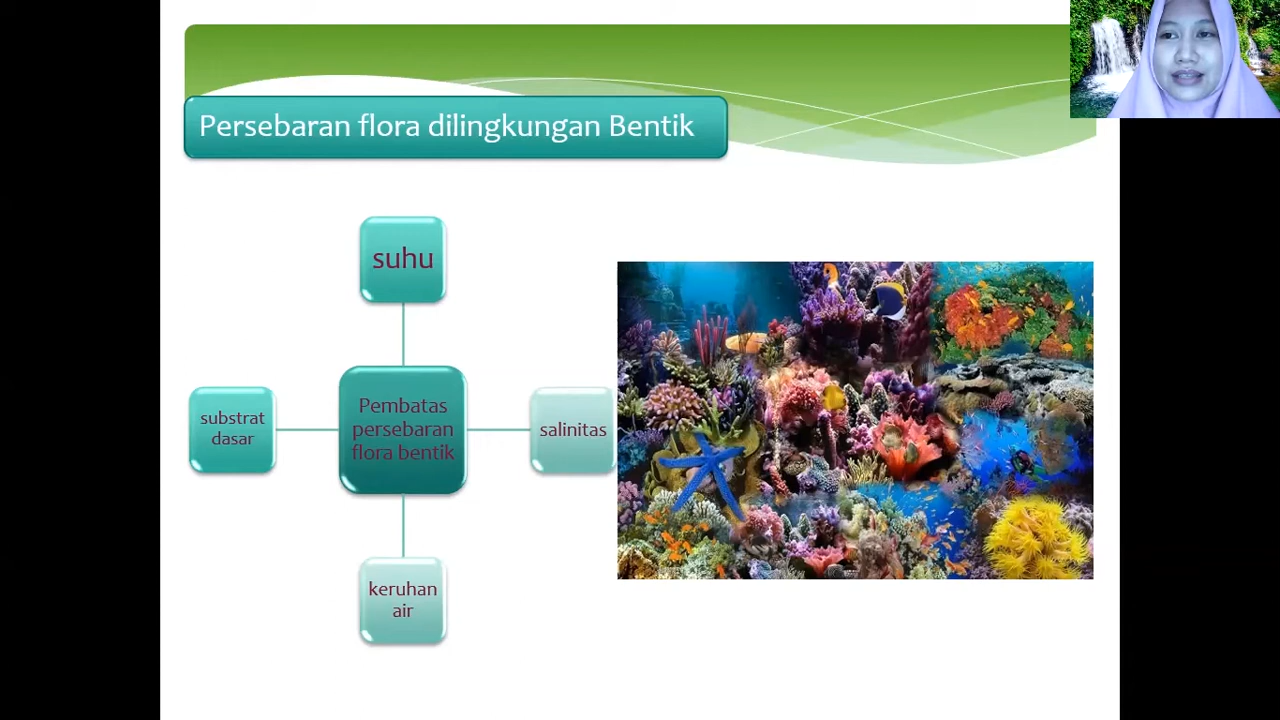 Persebaran flora dilingkungan Bentik
suhu
substrat
dasar
Pembatas
persebaran
flora bentik
salinitas
keruhan
air